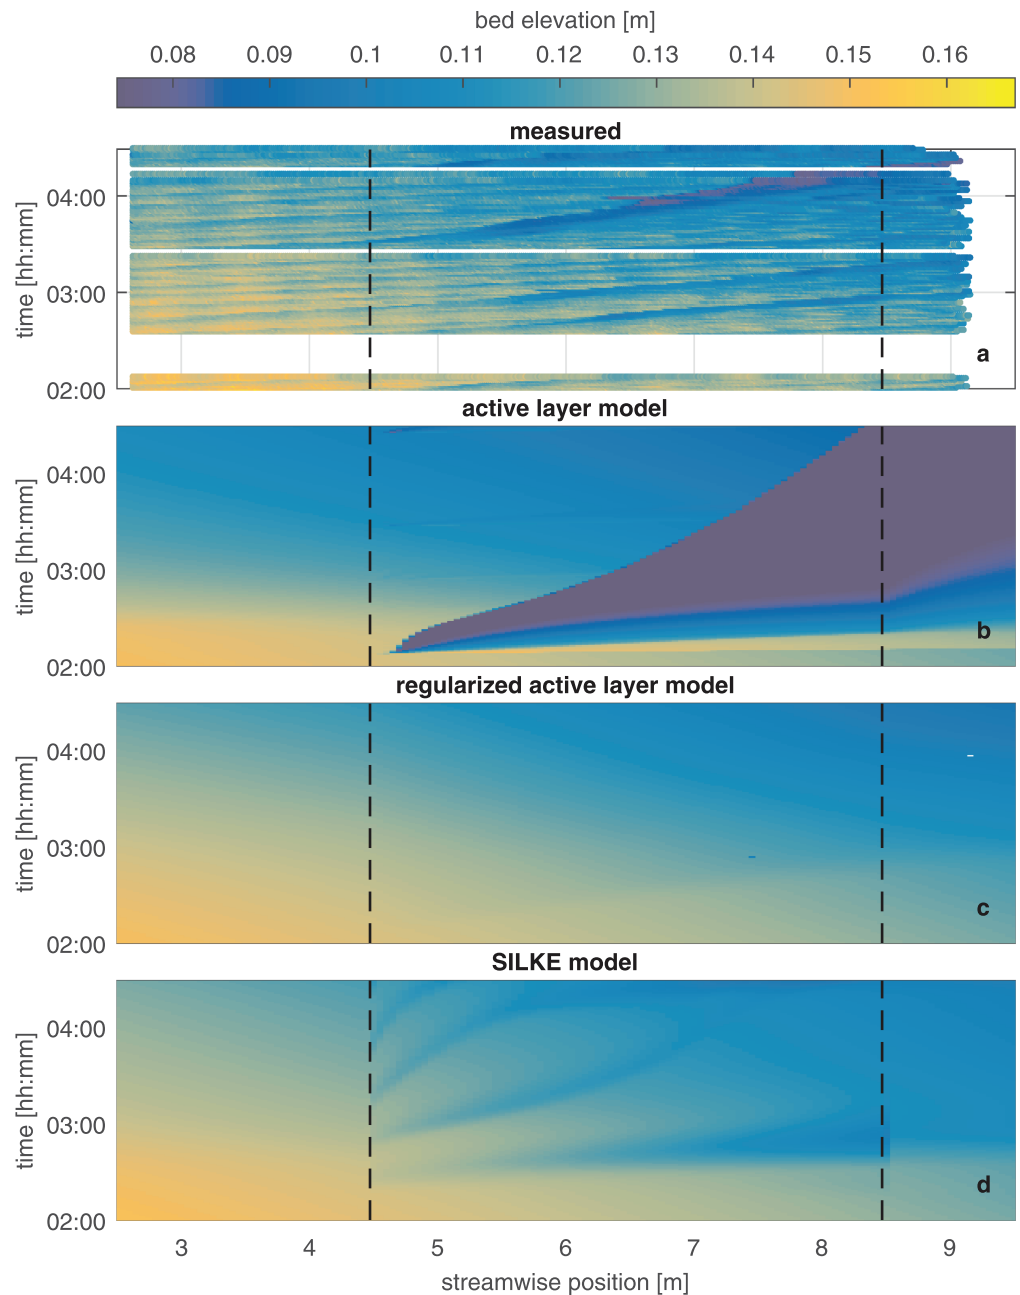 bed elevation [m]
0.08 0.09 0.1 0.11 0.12 0.13 0.14 0.15 0.16
measured
04:00
03:00
02:00
time [hh:mm]
a
active layer model
04:00
03:00
02:00
time [hh:mm]
b
regularized active layer model
04:00
03:00
02:00
time [hh:mm]
c
SILKE model
04:00
03:00
02:00
time [hh:mm]
d
3 4 5 6 7 8 9
streamwise position [m]